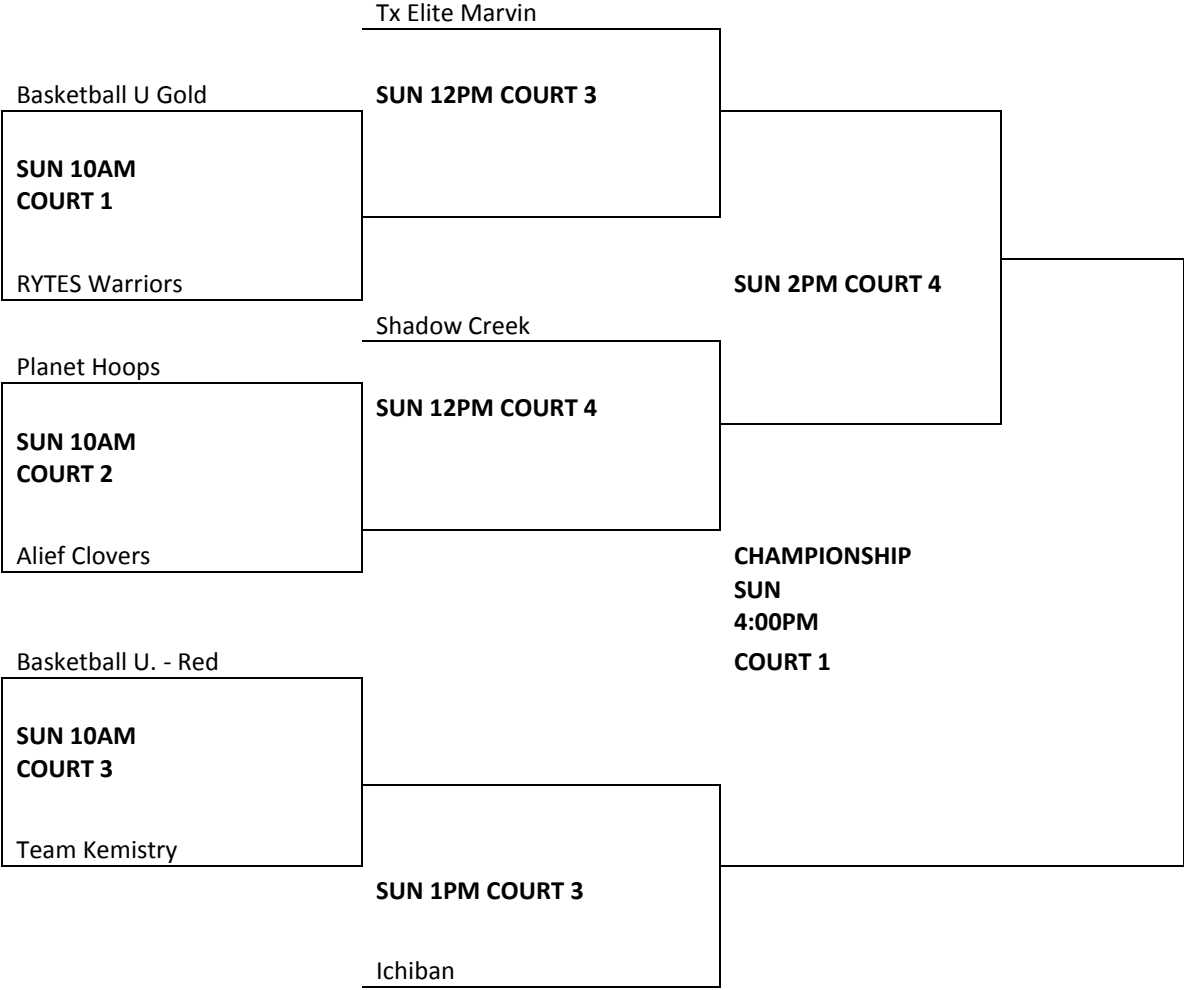 Tx Elite Marvin
Basketball U Gold
SUN 12PM COURT 3
SUN 10AM
COURT 1
RYTES Warriors
SUN 2PM COURT 4
Shadow Creek
Planet Hoops
SUN 12PM COURT 4
SUN 10AM
COURT 2
Alief Clovers
CHAMPIONSHIP
SUN
4:00PM
COURT 1
Basketball U. - Red
SUN 10AM
COURT 3
Team Kemistry
SUN 1PM COURT 3
Ichiban